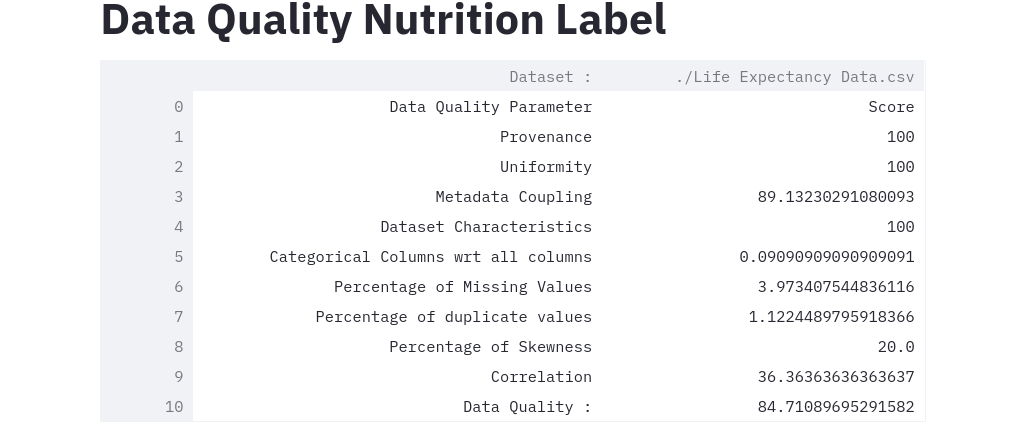 Data Quality Nutrition Label
Dataset : ./Life Expectancy Data.csv
0 Data Quality Parameter Score
1 Provenance 100
2 Uniformity 100
3 Metadata Coupling 89.13230291080093
4 Dataset Characteristics 100
5 Categorical Columns wrt all columns 0.09090909090909091
6 Percentage of Missing Values 3.973407544836116
7 Percentage of duplicate values 1.1224489795918366
8 Percentage of Skewness 20.0
9 Correlation 36.36363636363637
10 Data Quality : 84.71089695291582